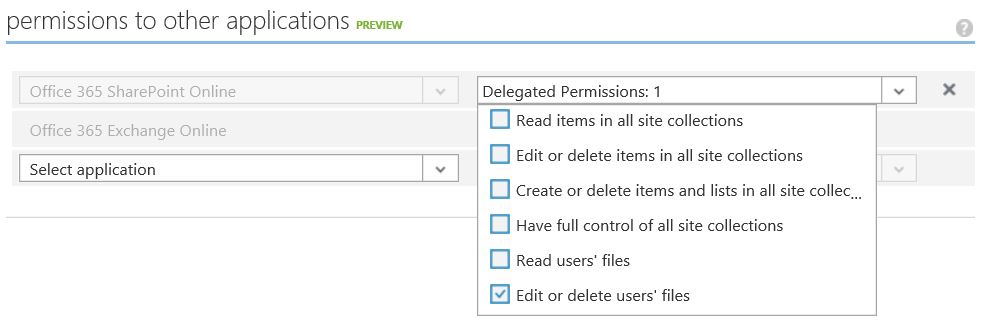 permissions to other applications PREVIEW
?
Office 365 SharePoint Online Delegated Permissions: 1
Read items in all site collections
Office 365 Exchange Online
Edit or delete items in all site collections
Select application
Create or delete items and lists in all site collec...
Have full control of all site collections
Read users' files
Edit or delete users' files